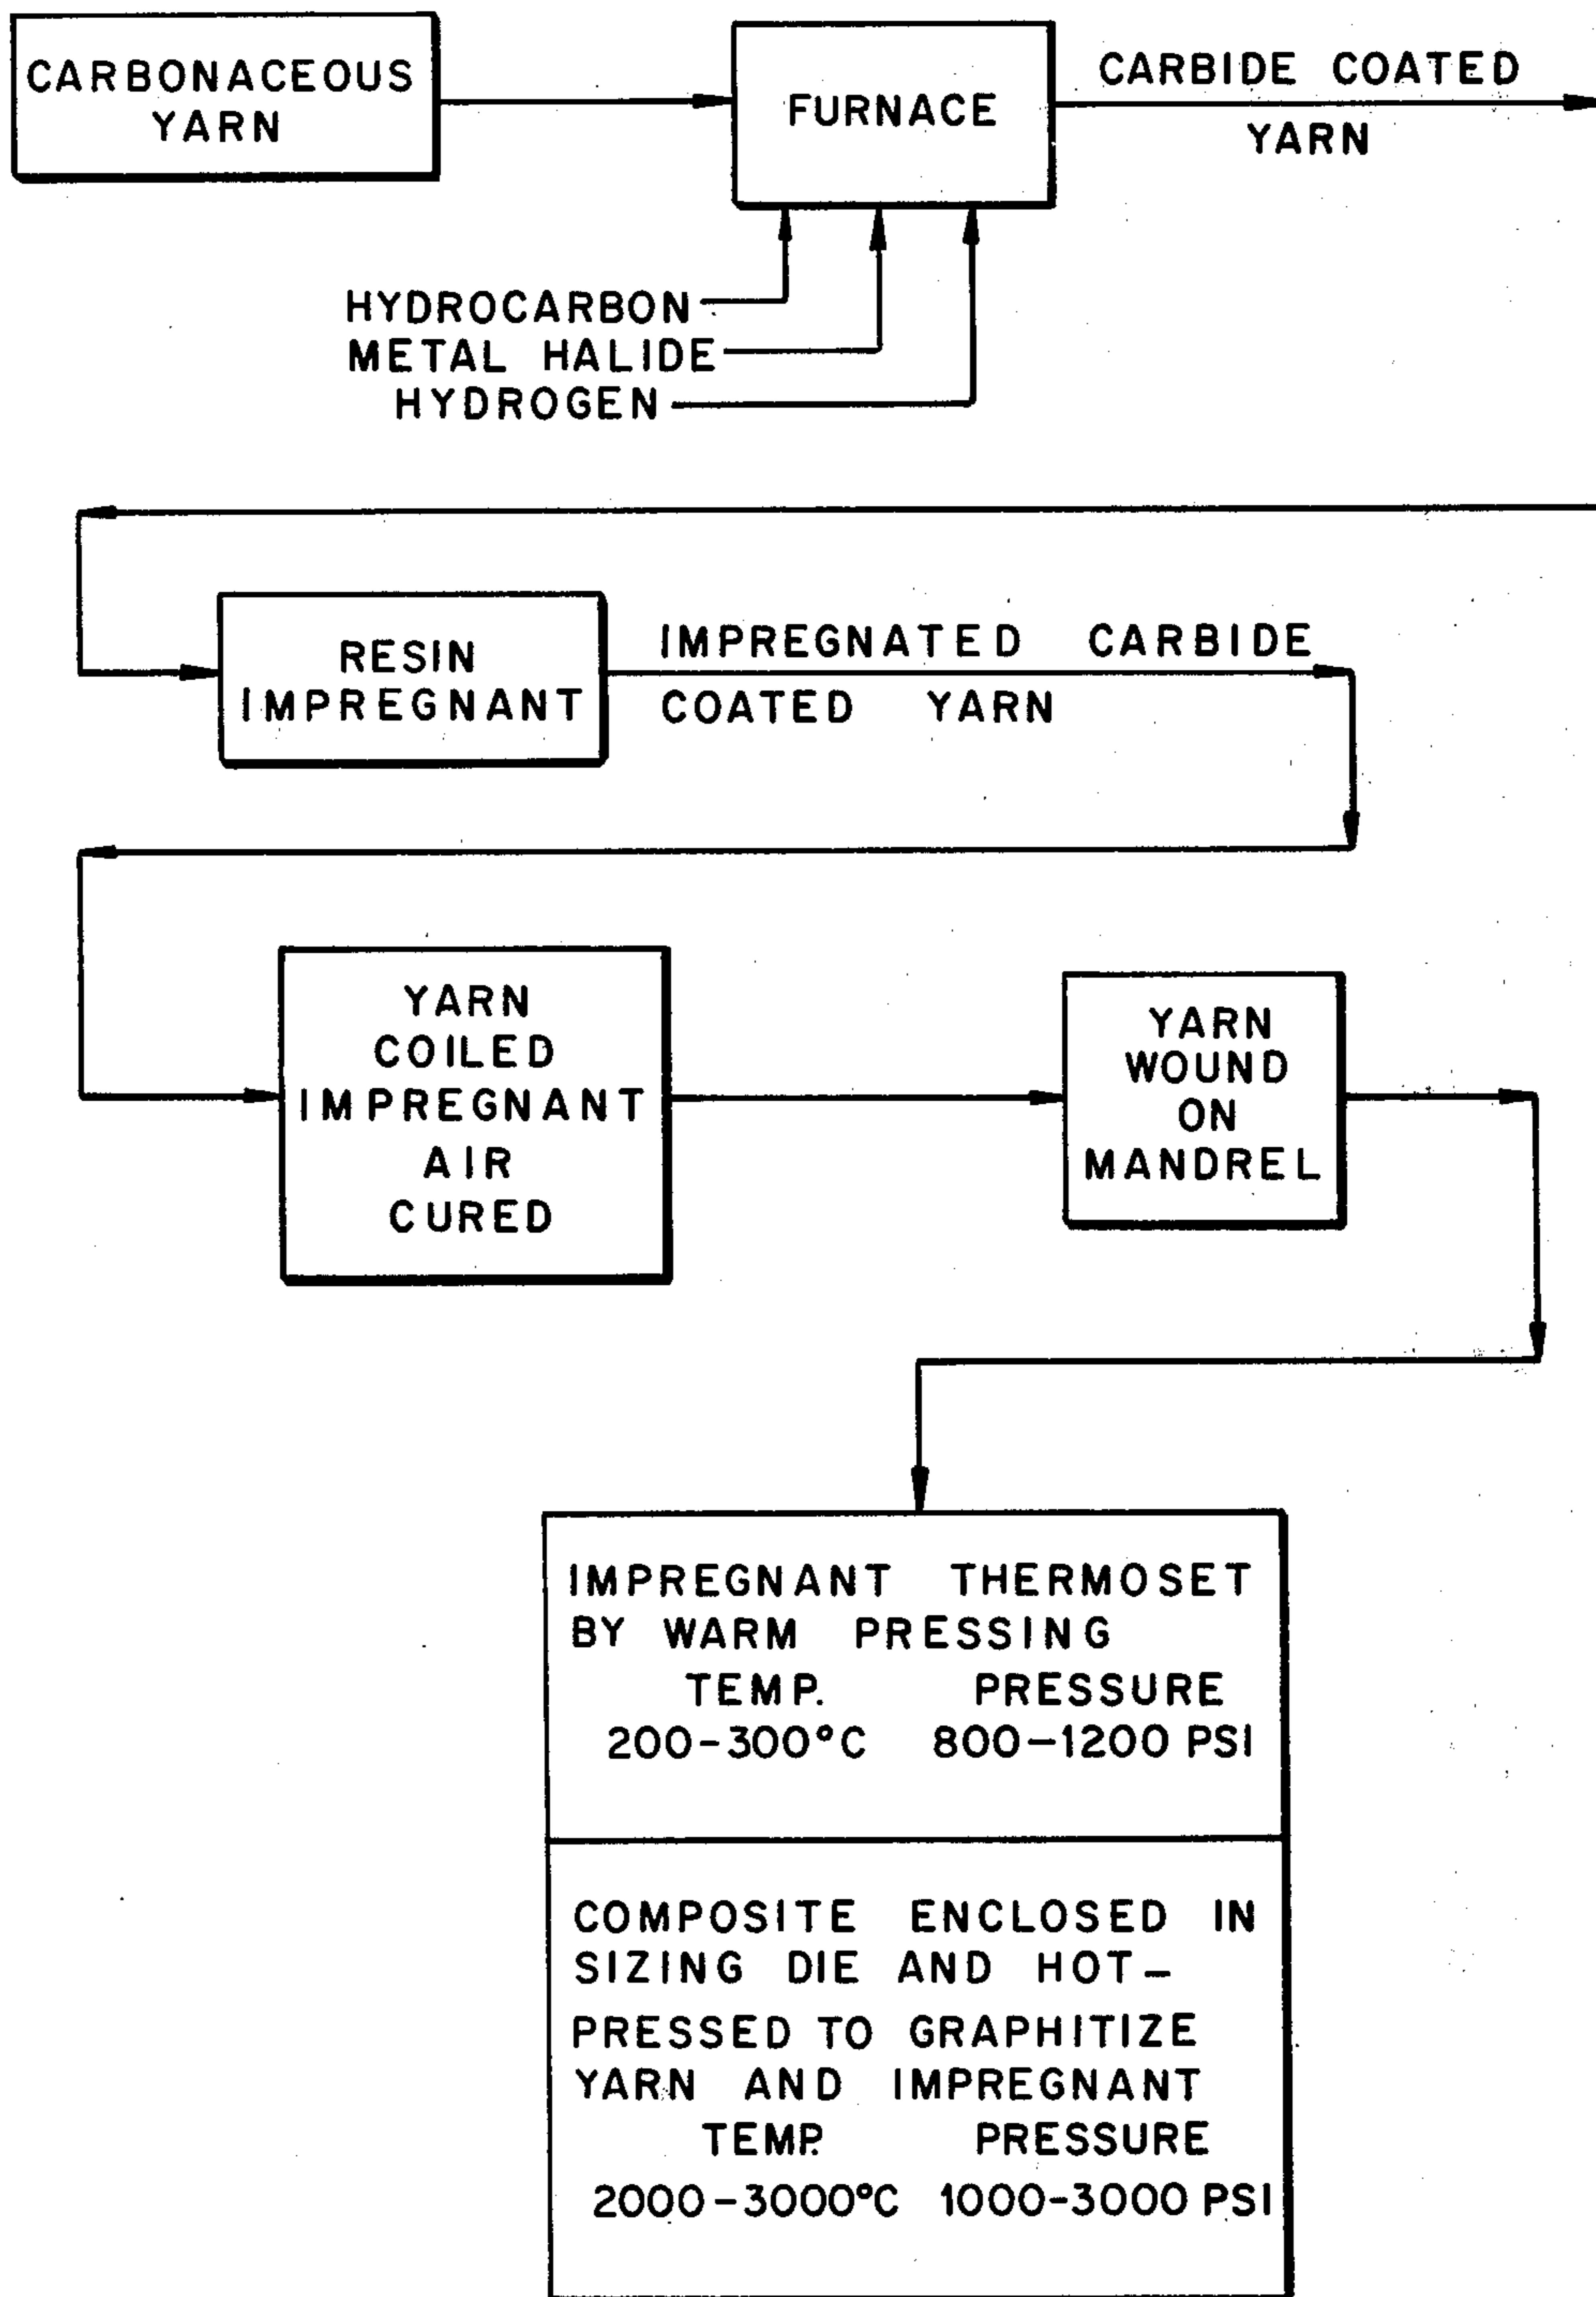 CARBONACEOUS
YARN
FURNACE
CARBIDE COATED
YARN
HYDROCARBON
METAL HALIDE
HYDROGEN
RESIN
IMPREGNANT
IMPREGNATED CARBIDE
COATED YARN
YARN
COILED
IMPREGNANT
AIR
CURED
YARN
WOUND
ON
MANDREL
IMPREGNANT THERMOSET
BY WARM PRESSING
TEMP. PRESSURE
200-300°C 800-1200 PSI
COMPOSITE ENCLOSED IN
SIZING DIE AND HOT-
PRESSED TO GRAPHITIZE
YARN AND IMPREGNANT
TEMP. PRESSURE
2000-3000°C 1000-3000 PSI